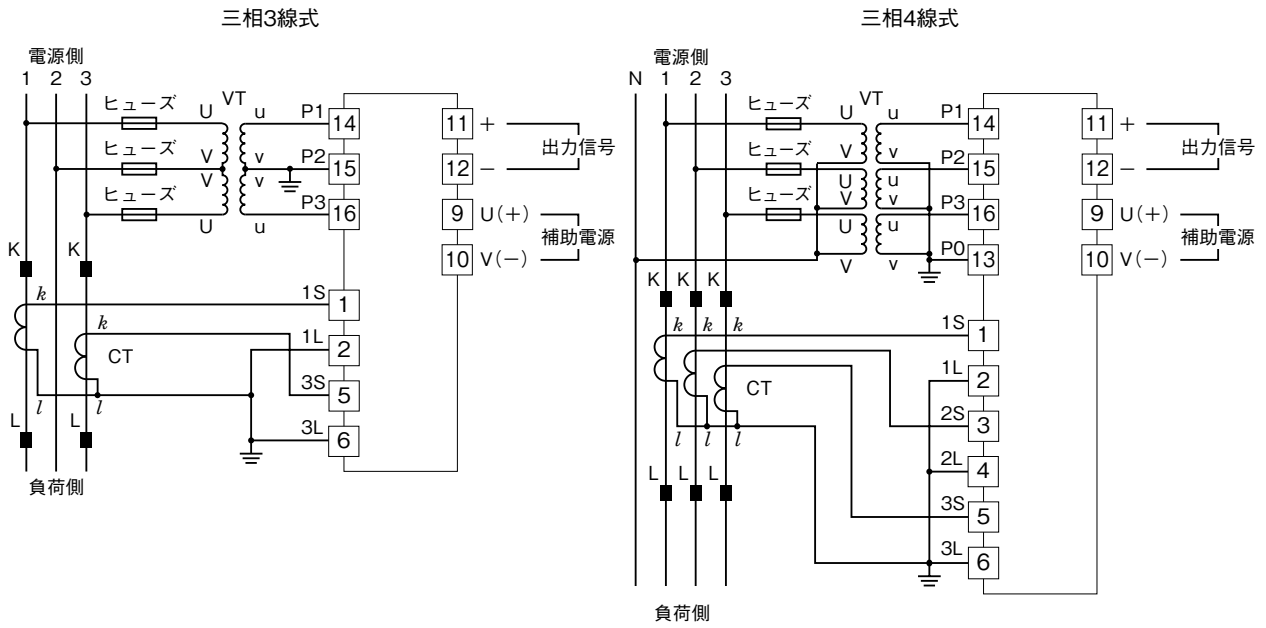 三相3線式
電源側
1 2 3
ヒューズ U VT u P1 14
ヒューズ V v P2 15
V v
ヒューズ U u P3 16
11 +
12 −
出力信号
9 U(+)
10 V(−)
補助電源
K K
k 1S 1
k 1L 2
CT
3S 5
l l
L L
3L 6
負荷側
三相4線式
電源側
N 1 2 3
ヒューズ U VT u P1 14
V v
ヒューズ U u P2 15
V v
ヒューズ U u P3 16
V v P0 13
11 +
12 −
出力信号
9 U(+)
10 V(−)
補助電源
K K K
k k k 1S 1
1L 2
CT
2S 3
l l l
2L 4
L L L
3S 5
3L 6
負荷側